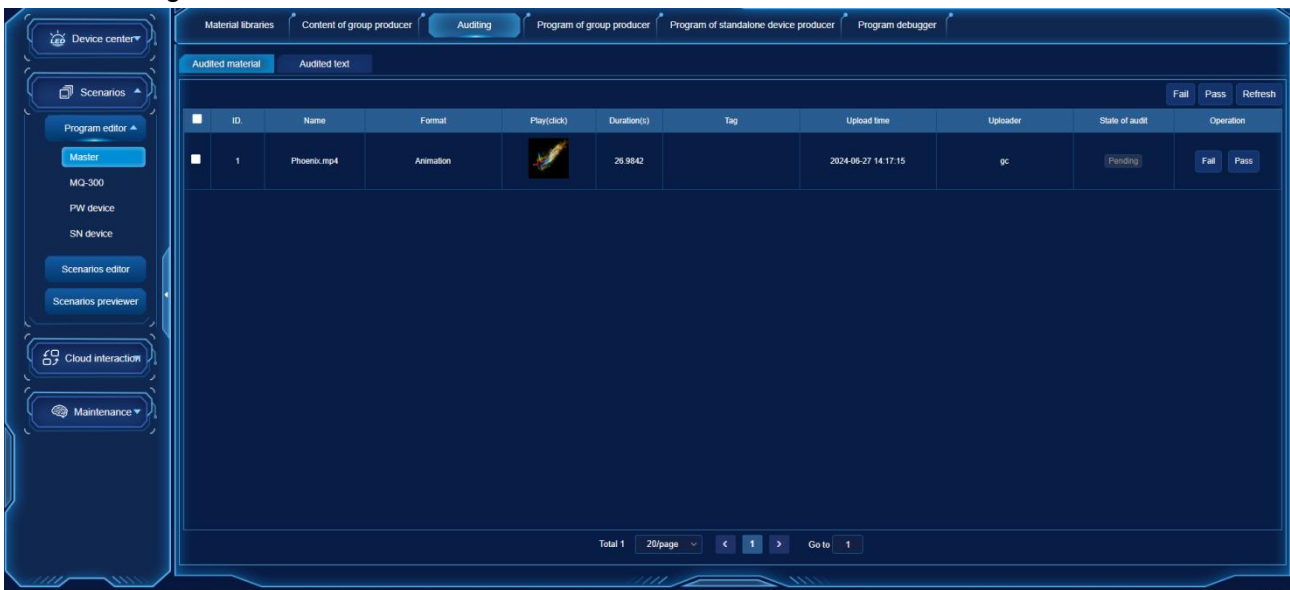 Material libraries Content of group producer Auditing Program of group producer Program of standalone device producer Program debugger
LED Device center
Audited material Audited text
Scenarios
Fail Pass Refresh
ID. Name Format Play(click) Duration(s) Tag Upload time Uploader State of audit Operation
Program editor
1 Phoenix.mp4 Animation 26.9842 2024-06-27 14:17:15 gc Pending Fail Pass
Master
MQ-300
PW device
SN device
Scenarios editor
Scenarios previewer
Cloud interaction
Maintenance
Total 1 20/page < 1 > Go to 1